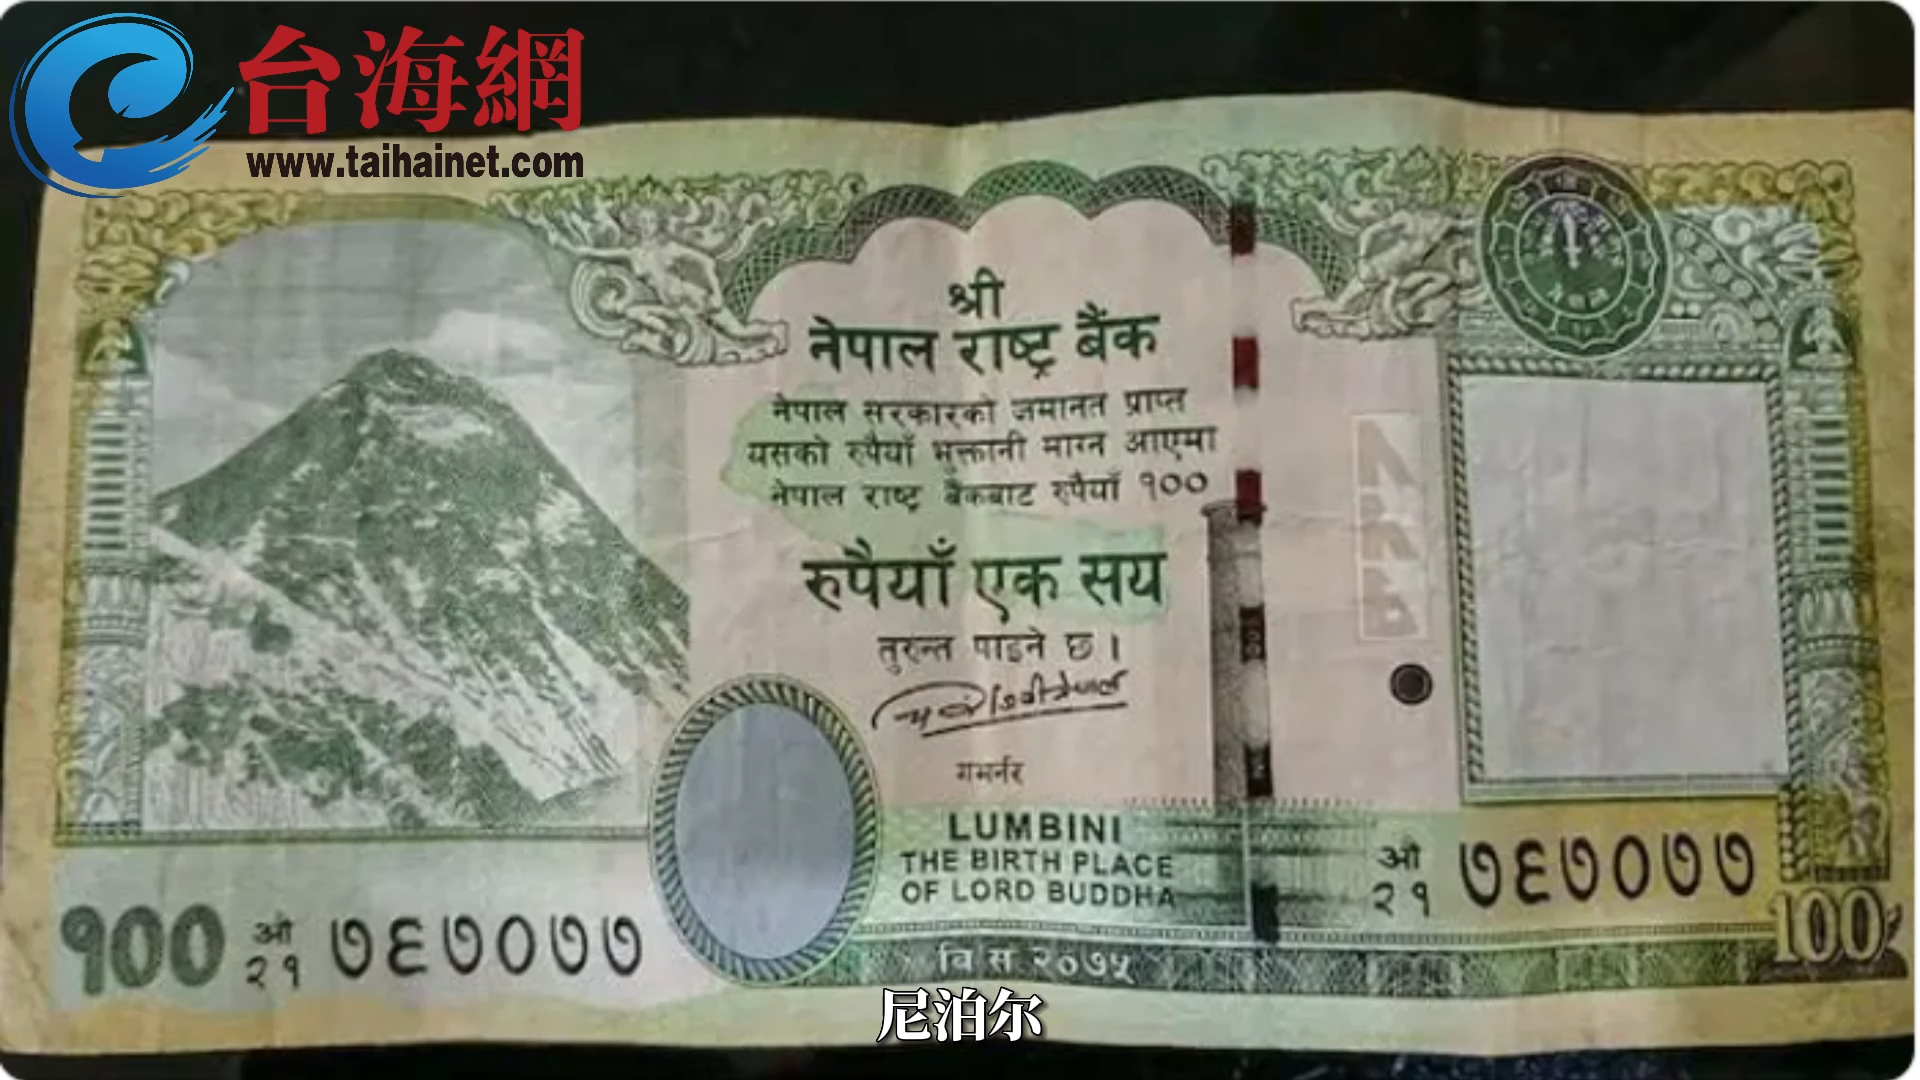 台海網
www.taihainet.com
श्री
नेपाल राष्ट्र बैंक
नेपाल सरकारको जमानत प्राप्त
यसको रुपैयाँ भुक्तानी माग्न आएमा
नेपाल राष्ट्र बैंकबाट रुपैयाँ १००
रुपैयाँ एक सय
तुरुन्त पाइने छ।
गभर्नर
LUMBINI
THE BIRTH PLACE
OF LORD BUDDHA
वि सं २०७५
१००
२१ ७६७०७७
२१ ७६७०७७
100
NRB
尼泊尔